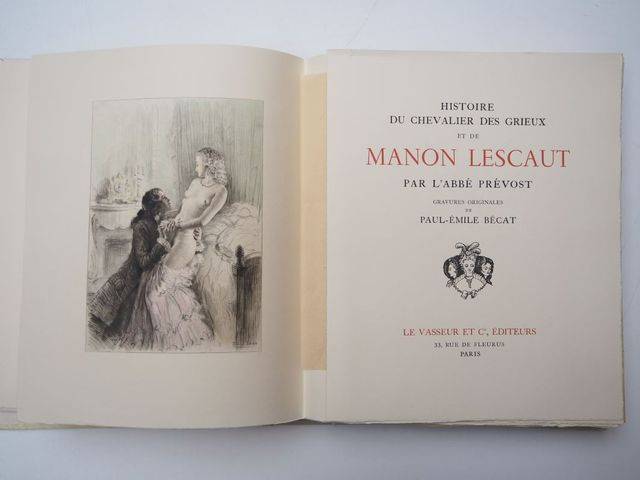 HISTOIRE
DU CHEVALIER DES GRIEUX
ET DE
MANON LESCAUT
PAR L'ABBÉ PRÉVOST
GRAVURES ORIGINALES
DE
PAUL-ÉMILE BÉCAT
LE VASSEUR ET Cie, ÉDITEURS
33, RUE DE FLEURUS
PARIS